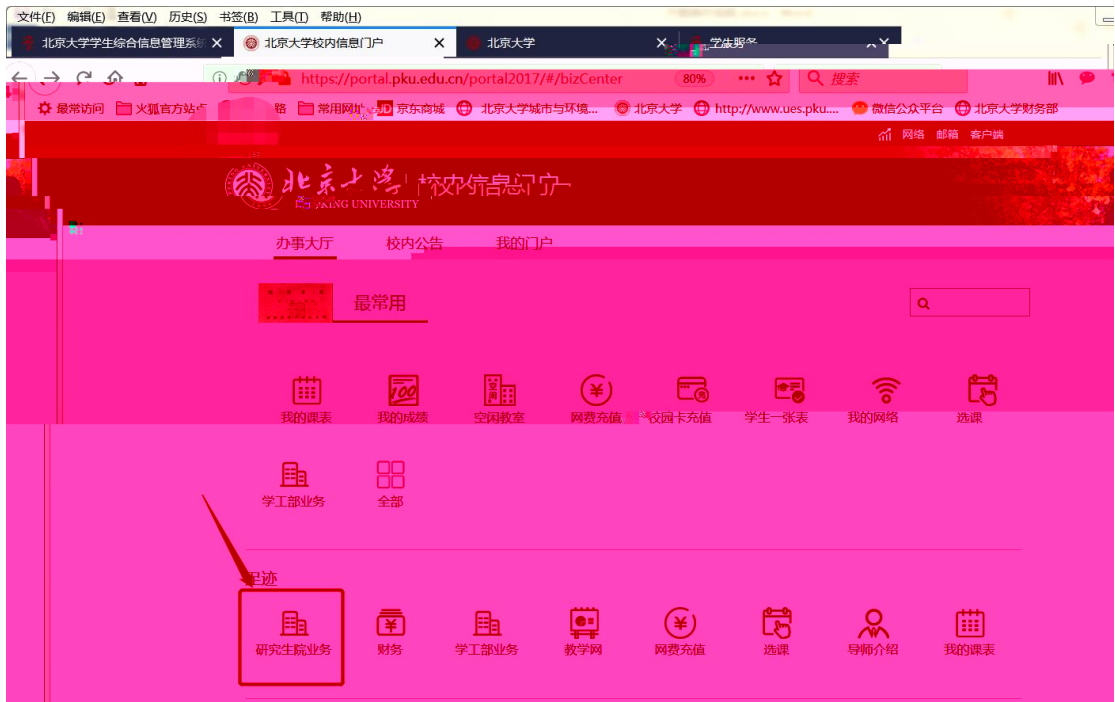 文件(F) 编辑(E) 查看(V) 历史(S) 书签(B) 工具(T) 帮助(H)
北京大学学生综合信息管理系统 北京大学校内信息门户 北京大学
https://portal.pku.edu.cn/portal2017/#/bizCenter 80% 搜索
最常访问 火狐官方站点 常用网址 京东商城 北京大学城市与环境... 北京大学 http://www.ues.pku.... 微信公众平台 北京大学财务部
网络 邮箱 客户端
北京大学 校内信息门户
PEKING UNIVERSITY
办事大厅 校内公告 我的门户
最常用
我的课表 我的成绩 空闲教室 网费充值 校园卡充值 学生一张表 我的网络 选课
学工部业务 全部
足迹
研究生院业务 财务 学工部业务 教学网 网费充值 选课 导师介绍 我的课表